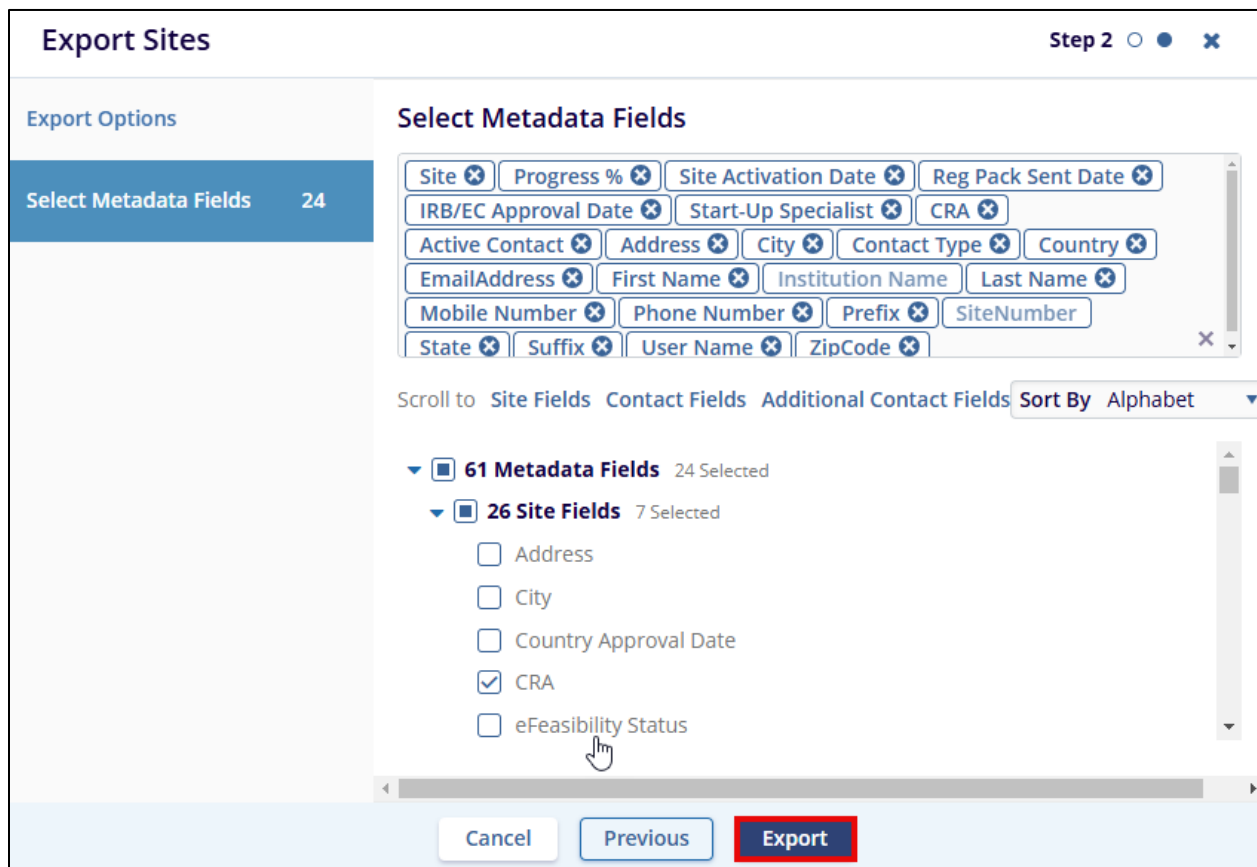 Export Sites
Step 2
Export Options
Select Metadata Fields 24
Select Metadata Fields
Site Progress % Site Activation Date Reg Pack Sent Date
IRB/EC Approval Date Start-Up Specialist CRA
Active Contact Address City Contact Type Country
EmailAddress First Name Institution Name Last Name
Mobile Number Phone Number Prefix SiteNumber
State Suffix User Name ZipCode
Scroll to Site Fields Contact Fields Additional Contact Fields Sort By Alphabet
61 Metadata Fields 24 Selected
26 Site Fields 7 Selected
Address
City
Country Approval Date
CRA
eFeasibility Status
Cancel Previous Export